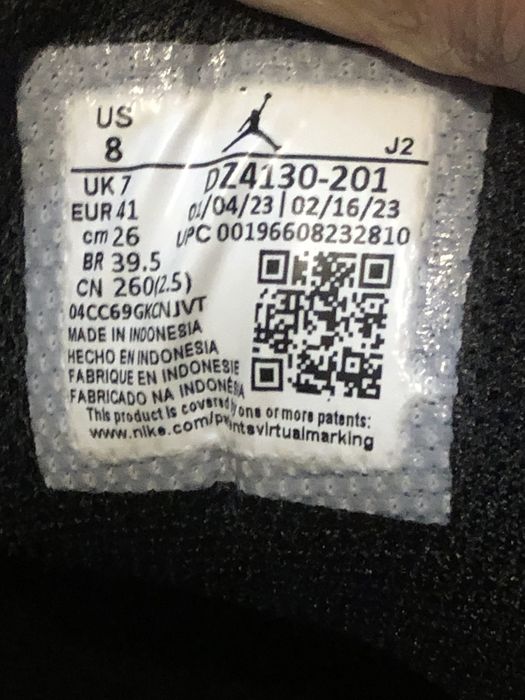 US
8
J2
UK 7
DZ4130-201
EUR 41
01/04/23 | 02/16/23
cm 26
UPC 00196608232810
BR 39.5
CN 260(2.5)
04CC69GKCNJVT
MADE IN INDONESIA
HECHO EN INDONESIA
FABRIQUE EN INDONESIE
FABRICADO NA INDONÉSIA
This product is covered by one or more patents:
www.nike.com/patentsvirtualmarking